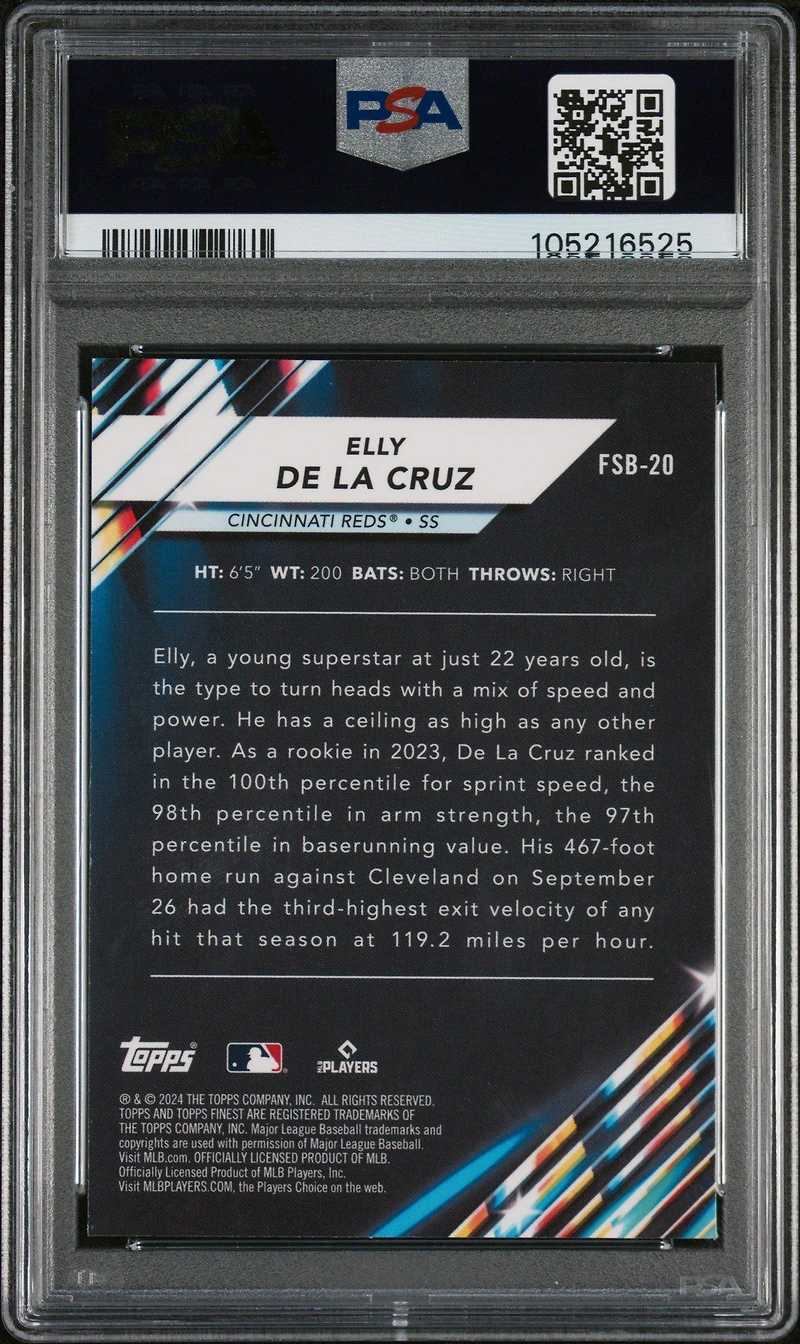 PSA
105216525
ELLY
DE LA CRUZ
FSB-20
CINCINNATI REDS® • SS
HT: 6'5" WT: 200 BATS: BOTH THROWS: RIGHT
Elly, a young superstar at just 22 years old, is
the type to turn heads with a mix of speed and
power. He has a ceiling as high as any other
player. As a rookie in 2023, De La Cruz ranked
in the 100th percentile for sprint speed, the
98th percentile in arm strength, the 97th
percentile in baserunning value. His 467-foot
home run against Cleveland on September
26 had the third-highest exit velocity of any
hit that season at 119.2 miles per hour.
Topps®
MLB PLAYERS
® & © 2024 THE TOPPS COMPANY, INC. ALL RIGHTS RESERVED.
TOPPS AND TOPPS FINEST ARE REGISTERED TRADEMARKS OF
THE TOPPS COMPANY, INC. Major League Baseball trademarks and
copyrights are used with permission of Major League Baseball.
Visit MLB.com. OFFICIALLY LICENSED PRODUCT OF MLB.
Officially Licensed Product of MLB Players, Inc.
Visit MLBPLAYERS.COM, the Players Choice on the web.
PSA